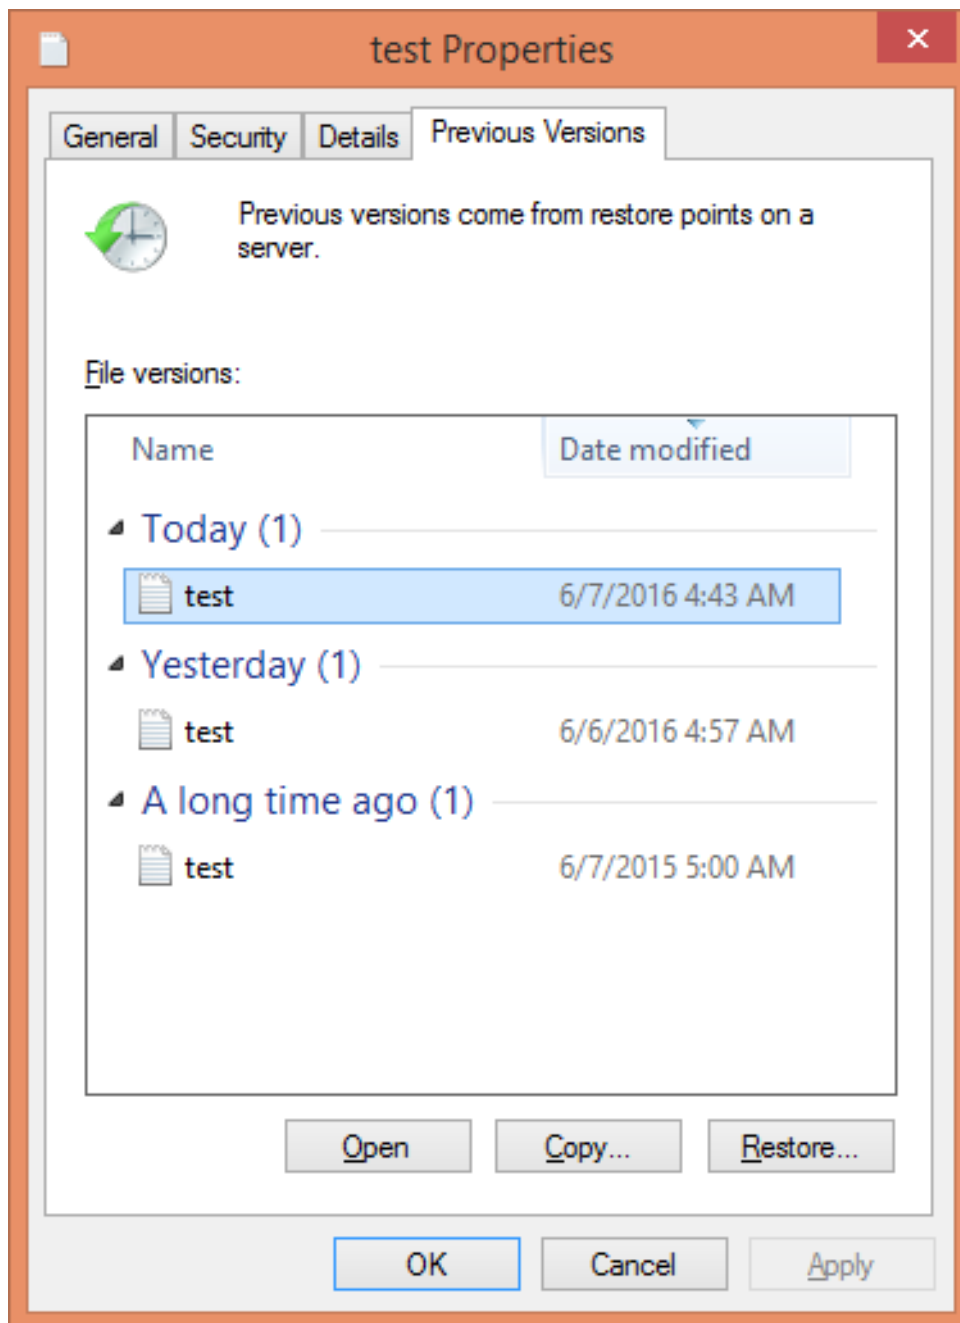 test Properties
General Security Details Previous Versions
Previous versions come from restore points on a
server.
File versions:
Name Date modified
Today (1)
test 6/7/2016 4:43 AM
Yesterday (1)
test 6/6/2016 4:57 AM
A long time ago (1)
test 6/7/2015 5:00 AM
Open Copy... Restore...
OK Cancel Apply